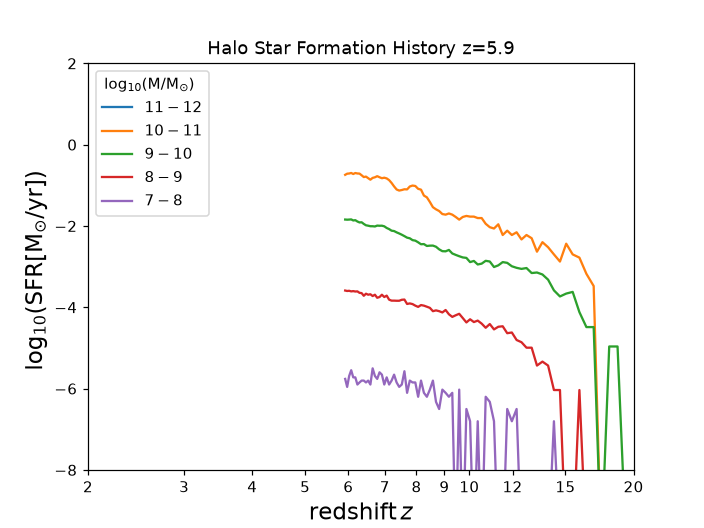 Halo Star Formation History z=5.9
log₁₀(SFR[M⊙/yr])
2
0
−2
−4
−6
−8
log₁₀(M/M⊙)
11 − 12
10 − 11
9 − 10
8 − 9
7 − 8
2 3 4 5 6 7 8 9 10 12 15 20
redshift z